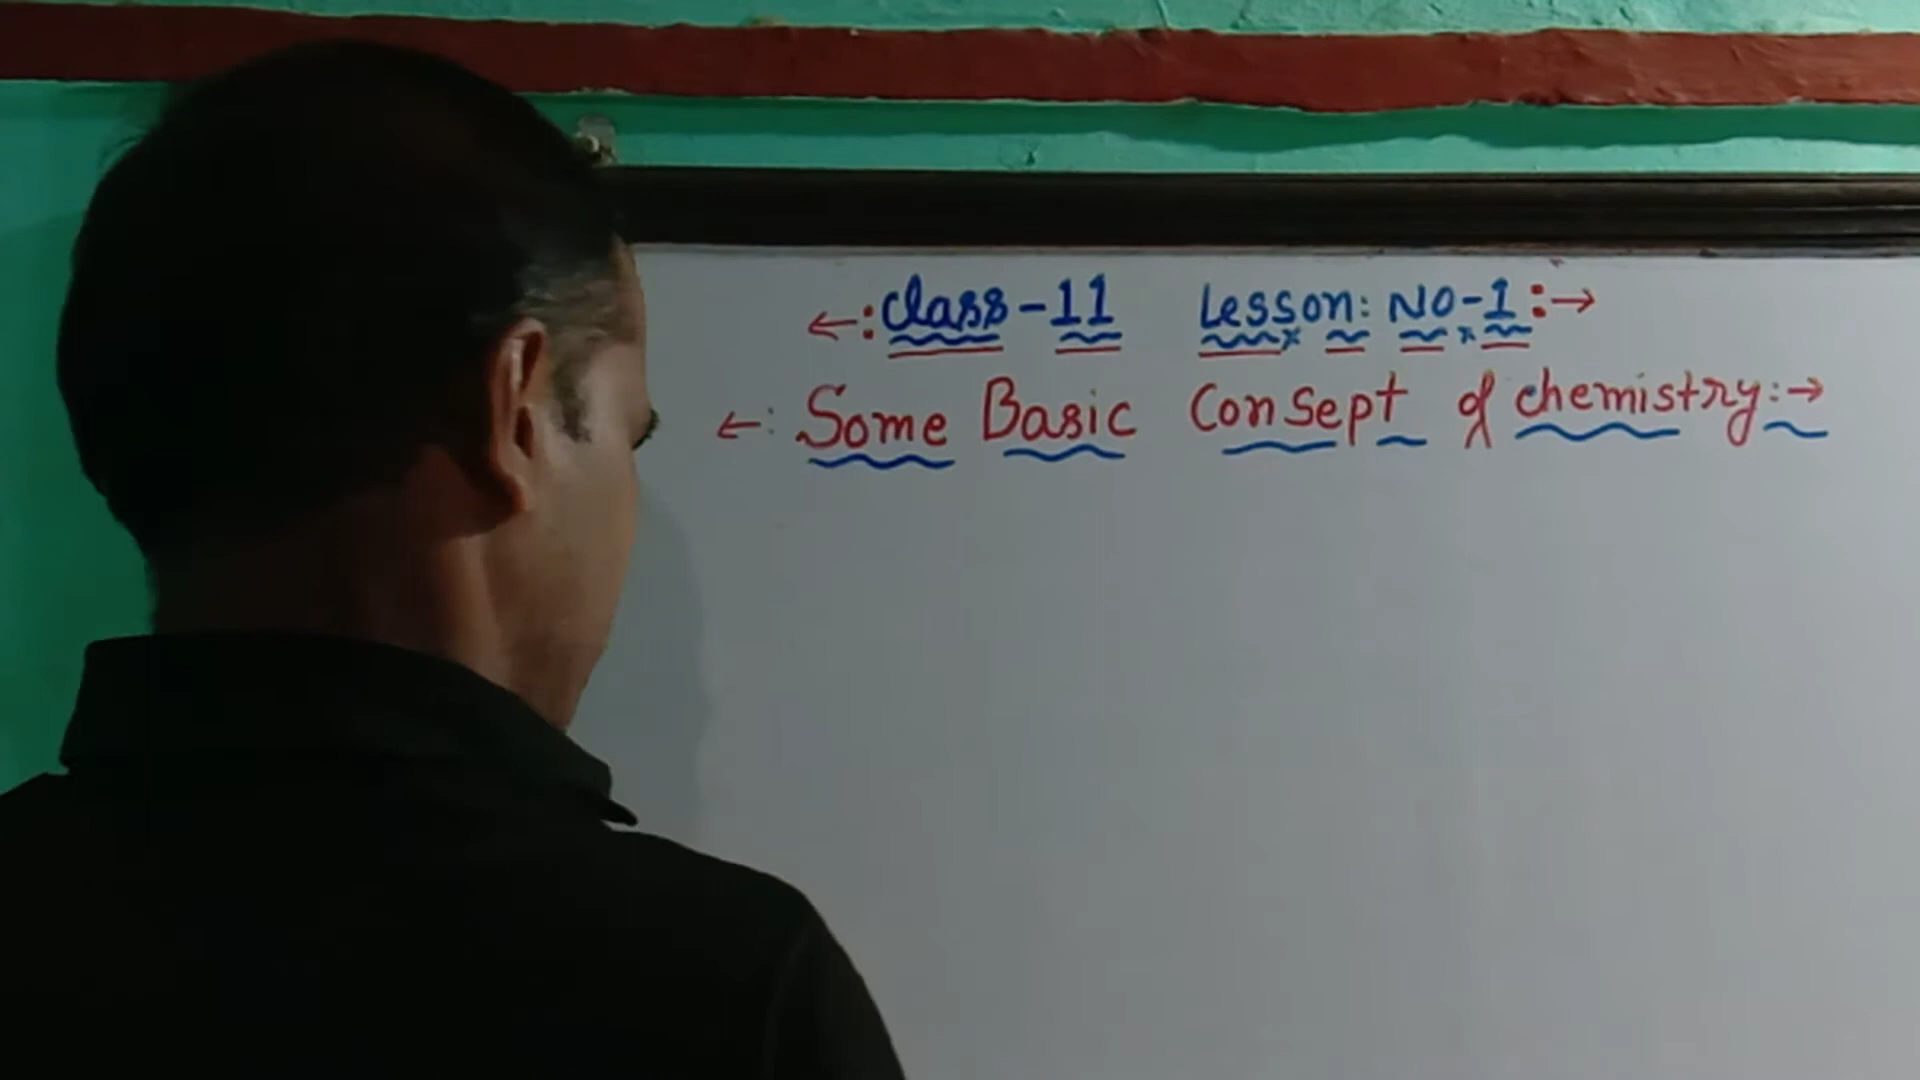 ←:Class-11 Lesson: NO-1:→
←: Some Basic Consept of chemistry:→